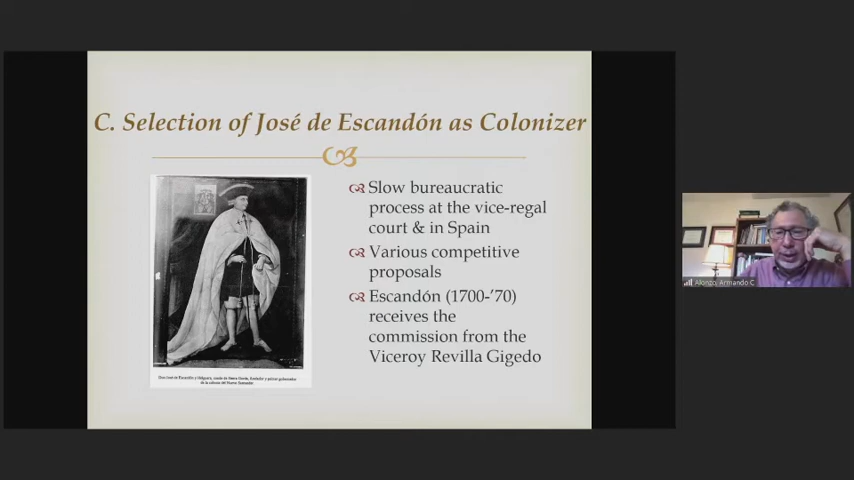 C. Selection of José de Escandón as Colonizer
Slow bureaucratic
process at the vice-regal
court & in Spain
Various competitive
proposals
Escandón (1700-'70)
receives the
commission from the
Viceroy Revilla Gigedo
Alonzo, Armando C